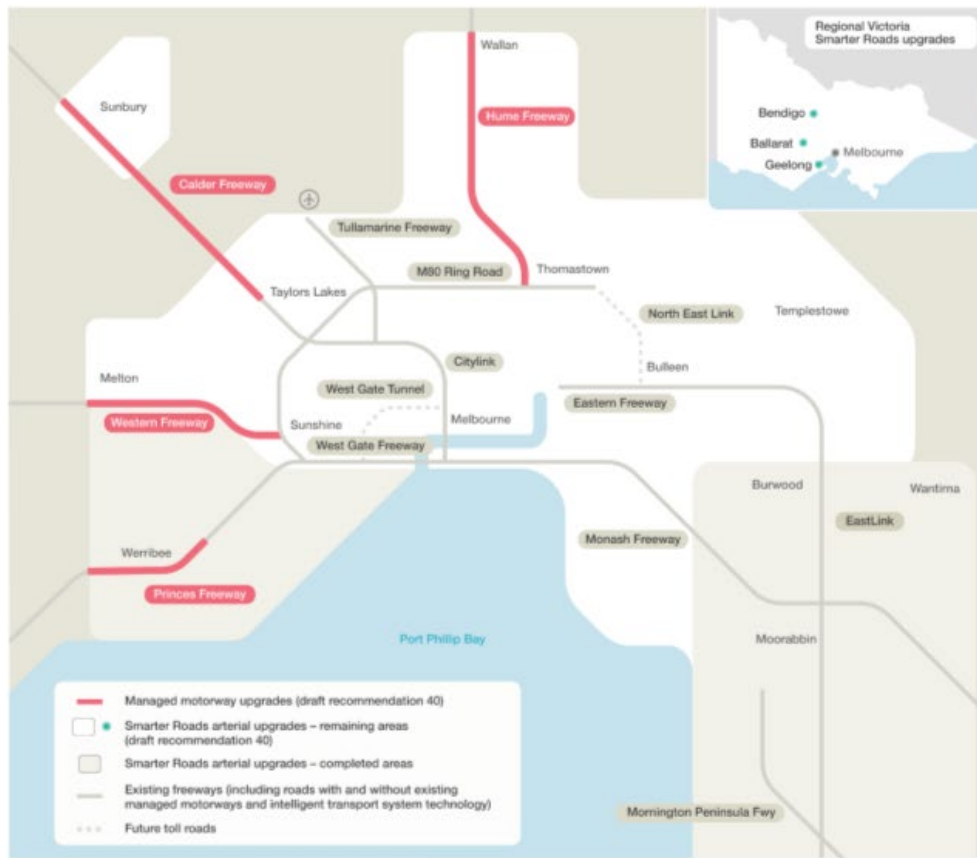 Regional Victoria
Smarter Roads upgrades
Wallan
Sunbury
Hume Freeway
Bendigo
Ballarat
Melbourne
Geelong
Calder Freeway
Tullamarine Freeway
M80 Ring Road
Thomastown
Taylors Lakes
North East Link
Templestowe
Citylink
Bulleen
Melton
West Gate Tunnel
Eastern Freeway
Western Freeway
Sunshine
Melbourne
West Gate Freeway
Burwood
Wantirna
EastLink
Monash Freeway
Werribee
Princes Freeway
Port Phillip Bay
Moorabbin
Managed motorway upgrades (draft recommendation 40)
Smarter Roads arterial upgrades – remaining areas
(draft recommendation 40)
Smarter Roads arterial upgrades – completed areas
Existing freeways (including roads with and without existing
managed motorways and intelligent transport system technology)
Future toll roads
Mornington Peninsula Fwy